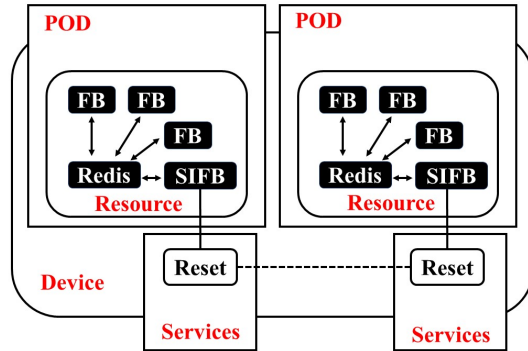 POD
FB FB
FB
Redis SIFB
Resource
POD
FB FB
FB
Redis SIFB
Resource
Device
Reset
Services
Reset
Services